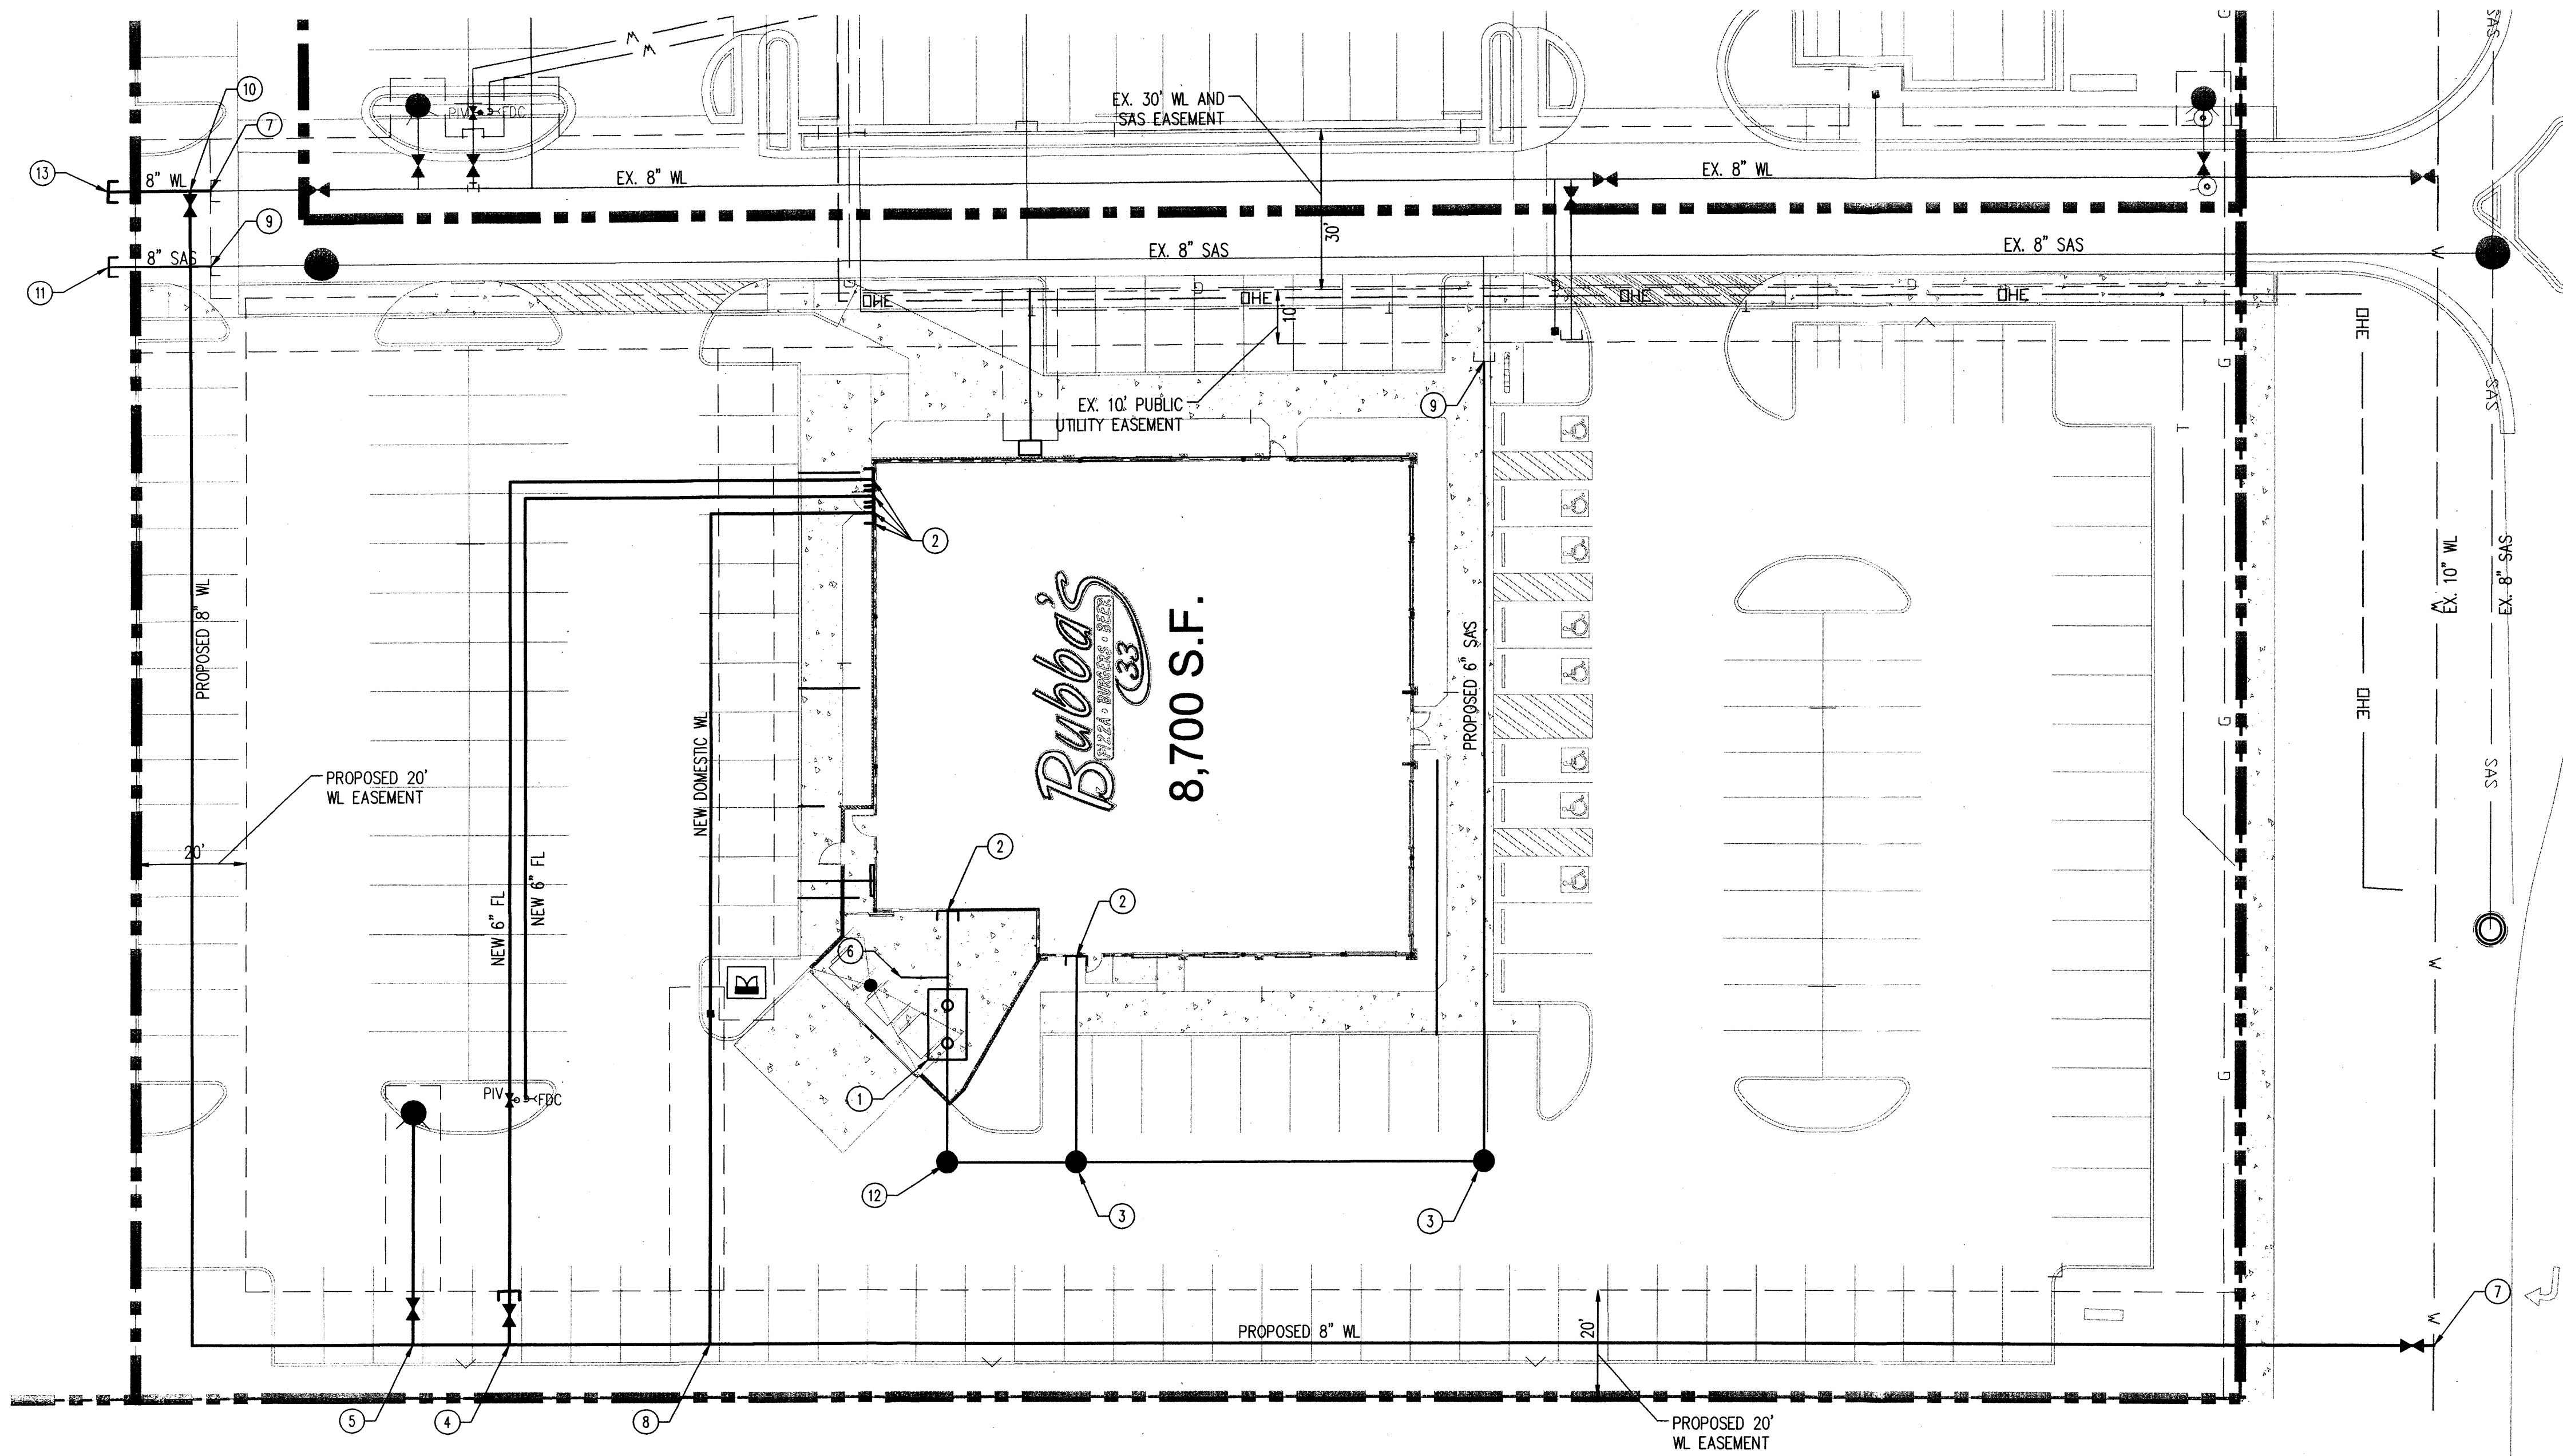 10
7
13
9
11
8" WL
8" SAS
M
M
PIV
FDC
EX. 8" WL
EX. 30' WL AND
SAS EASEMENT
EX. 8" WL
30'
EX. 8" SAS
EX. 8" SAS
SAS
OHE
OHE
OHE
OHE
G
G
G
10'
EX. 10' PUBLIC
UTILITY EASEMENT
9
2
Bubba's
33
PIZZA • BURGERS • BEER
8,700 S.F.
PROPOSED 8" WL
PROPOSED 20'
WL EASEMENT
20'
NEW 6" FL
NEW 6" FL
NEW DOMESTIC WL
PROPOSED 6" SAS
OHE
OHE
T
G
G
G
W
EX. 10" WL
EX. 8" SAS
SAS
SAS
W
W
W
2
2
6
1
PIV
FDC
12
3
3
7
PROPOSED 8" WL
20'
5
4
8
PROPOSED 20'
WL EASEMENT